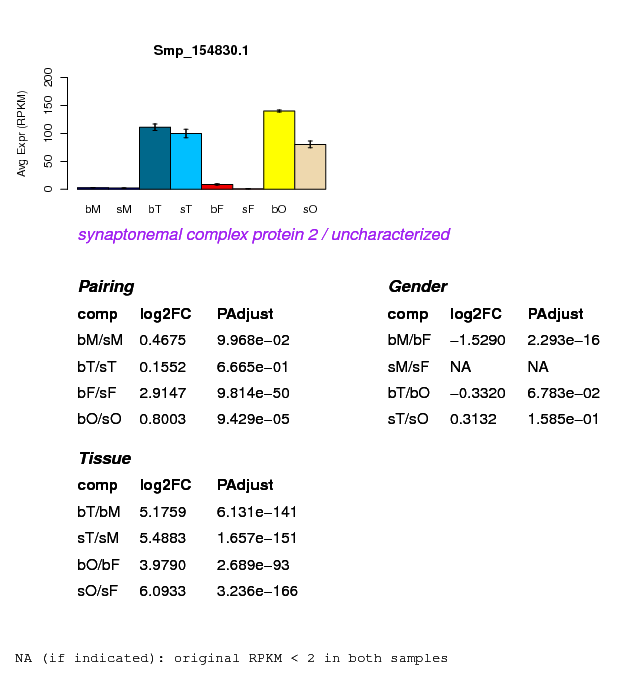 Smp_154830.1
Avg Expr (RPKM)
200
150
100
50
0
bM sM bT sT bF sF bO sO
synaptonemal complex protein 2 / uncharacterized
Pairing
comp log2FC PAdjust
bM/sM 0.4675 9.968e−02
bT/sT 0.1552 6.665e−01
bF/sF 2.9147 9.814e−50
bO/sO 0.8003 9.429e−05
Gender
comp log2FC PAdjust
bM/bF −1.5290 2.293e−16
sM/sF NA NA
bT/bO −0.3320 6.783e−02
sT/sO 0.3132 1.585e−01
Tissue
comp log2FC PAdjust
bT/bM 5.1759 6.131e−141
sT/sM 5.4883 1.657e−151
bO/bF 3.9790 2.689e−93
sO/sF 6.0933 3.236e−166
NA (if indicated): original RPKM < 2 in both samples